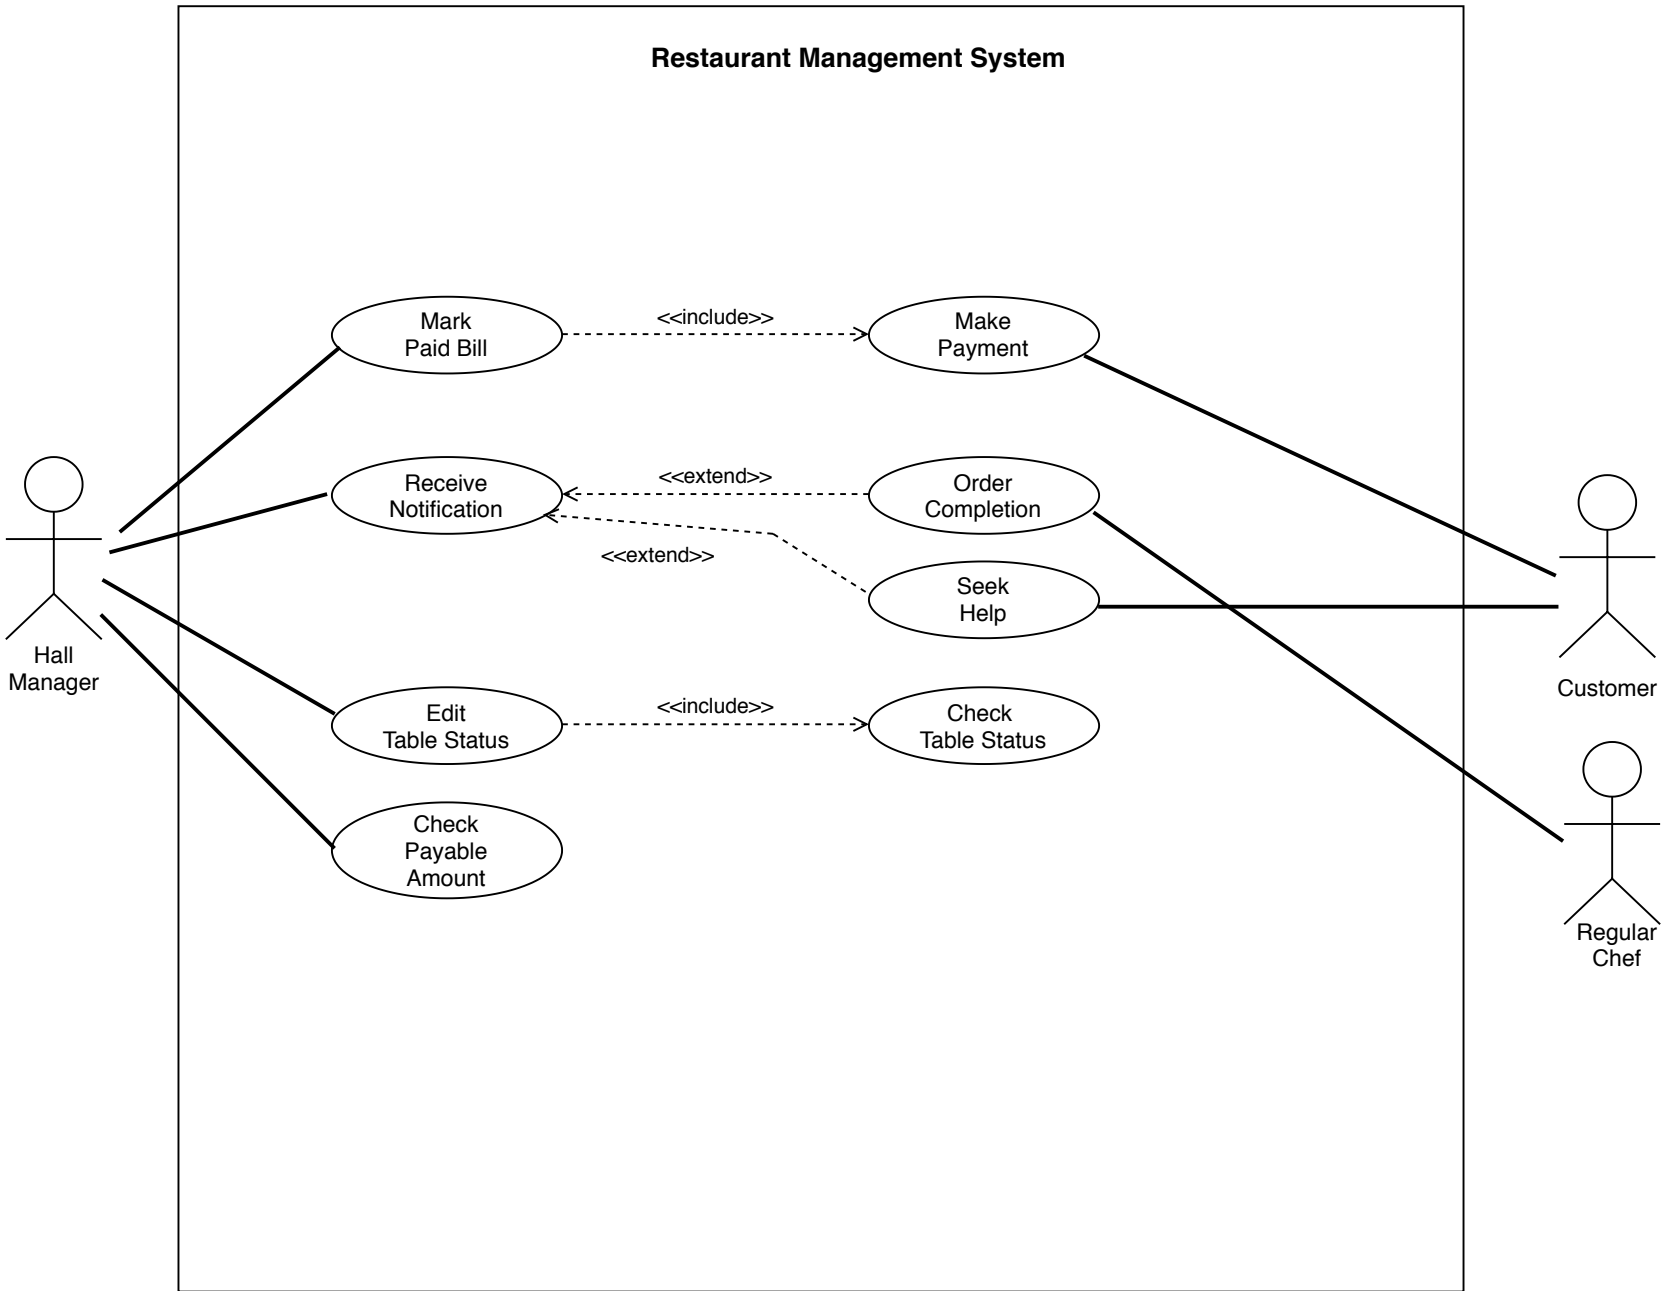 Restaurant Management System
Mark
Paid Bill
<<include>>
Make
Payment
Receive
Notification
<<extend>>
Order
Completion
<<extend>>
Seek
Help
Hall
Manager
Customer
Edit
Table Status
<<include>>
Check
Table Status
Check
Payable
Amount
Regular
Chef